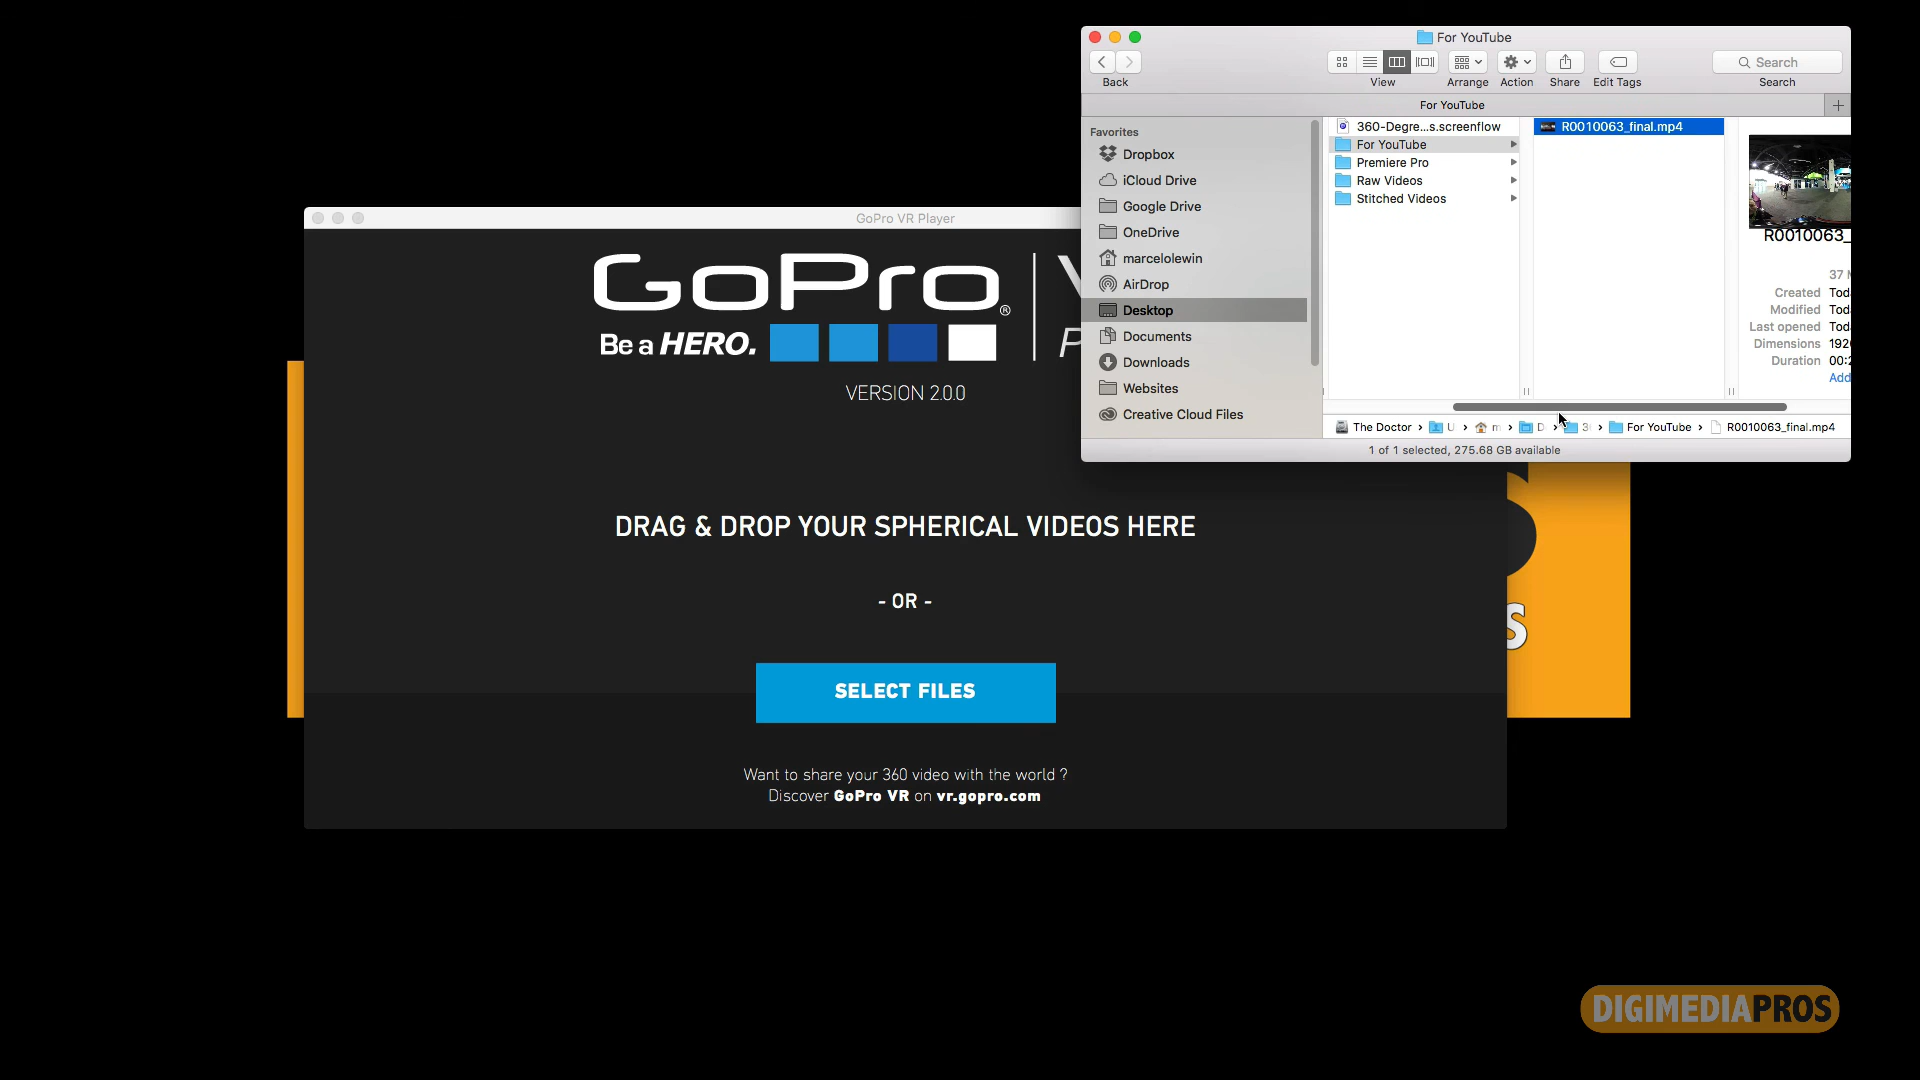 For YouTube
Back
View
Arrange
Action
Share
Edit Tags
Search
Search
For YouTube
Favorites
Dropbox
iCloud Drive
Google Drive
OneDrive
marcelolewin
AirDrop
Desktop
Documents
Downloads
Websites
Creative Cloud Files
360-Degre...s.screenflow
For YouTube
Premiere Pro
Raw Videos
Stitched Videos
R0010063_final.mp4
R0010063_
37
Created
Modified
Last opened
Dimensions 192
Duration 00:
Add
The Doctor
For YouTube
R0010063_final.mp4
1 of 1 selected, 275.68 GB available
GoPro VR Player
GoPro
Be a HERO.
VERSION 2.0.0
DRAG & DROP YOUR SPHERICAL VIDEOS HERE
- OR -
SELECT FILES
Want to share your 360 video with the world ?
Discover GoPro VR on vr.gopro.com
DIGIMEDIAPROS